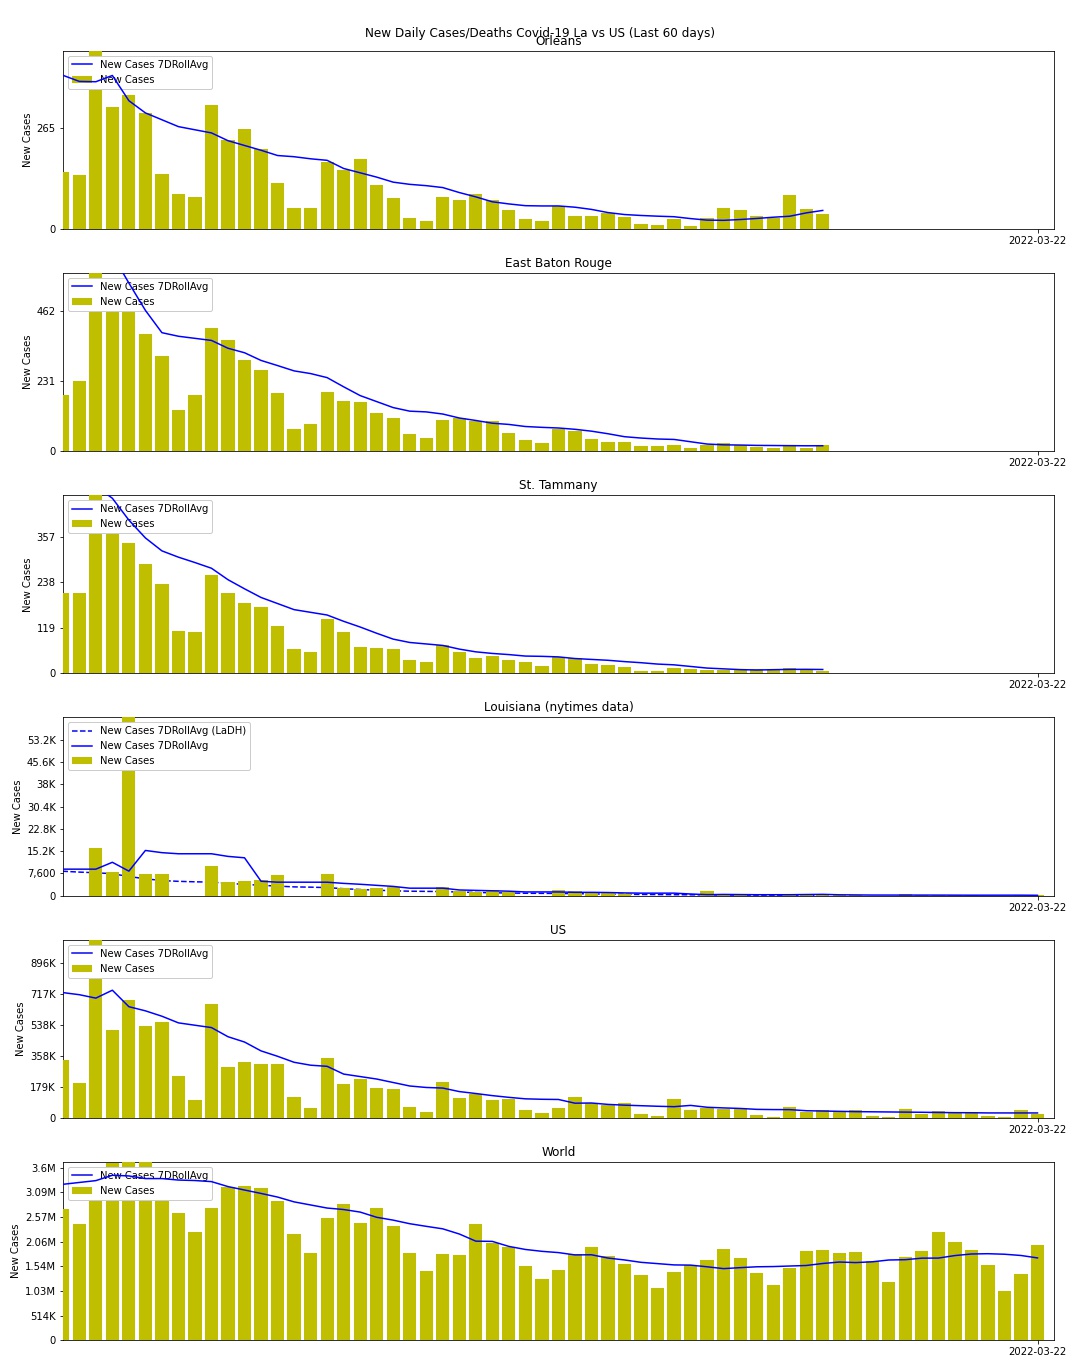 New Daily Cases/Deaths Covid-19 La vs US (Last 60 days)
Orleans
New Cases 7DRollAvg
New Cases
New Cases
265
0
2022-03-22
East Baton Rouge
New Cases 7DRollAvg
New Cases
New Cases
462
231
0
2022-03-22
St. Tammany
New Cases 7DRollAvg
New Cases
New Cases
357
238
119
0
2022-03-22
Louisiana (nytimes data)
New Cases 7DRollAvg (LaDH)
New Cases 7DRollAvg
New Cases
New Cases
53.2K
45.6K
38K
30.4K
22.8K
15.2K
7,600
0
2022-03-22
US
New Cases 7DRollAvg
New Cases
New Cases
896K
717K
538K
358K
179K
0
2022-03-22
World
New Cases 7DRollAvg
New Cases
New Cases
3.6M
3.09M
2.57M
2.06M
1.54M
1.03M
514K
0
2022-03-22